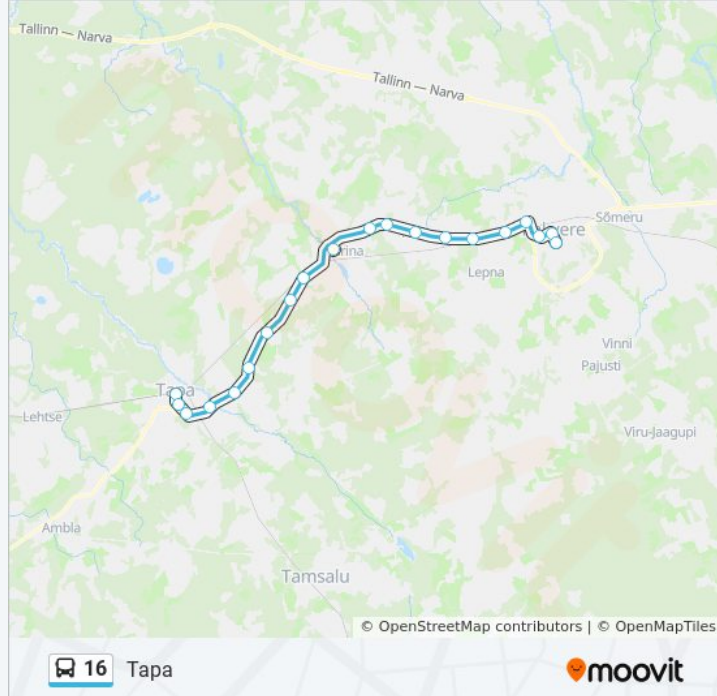 Tallinn — Narva
Tallinn — Narva
Sõmeru
Lepna
Vinni
Pajusti
Tapa
Lehtse
Viru-Jaagupi
Ambla
Tamsalu
© OpenStreetMap contributors | © OpenMapTiles
16 Tapa
moovit